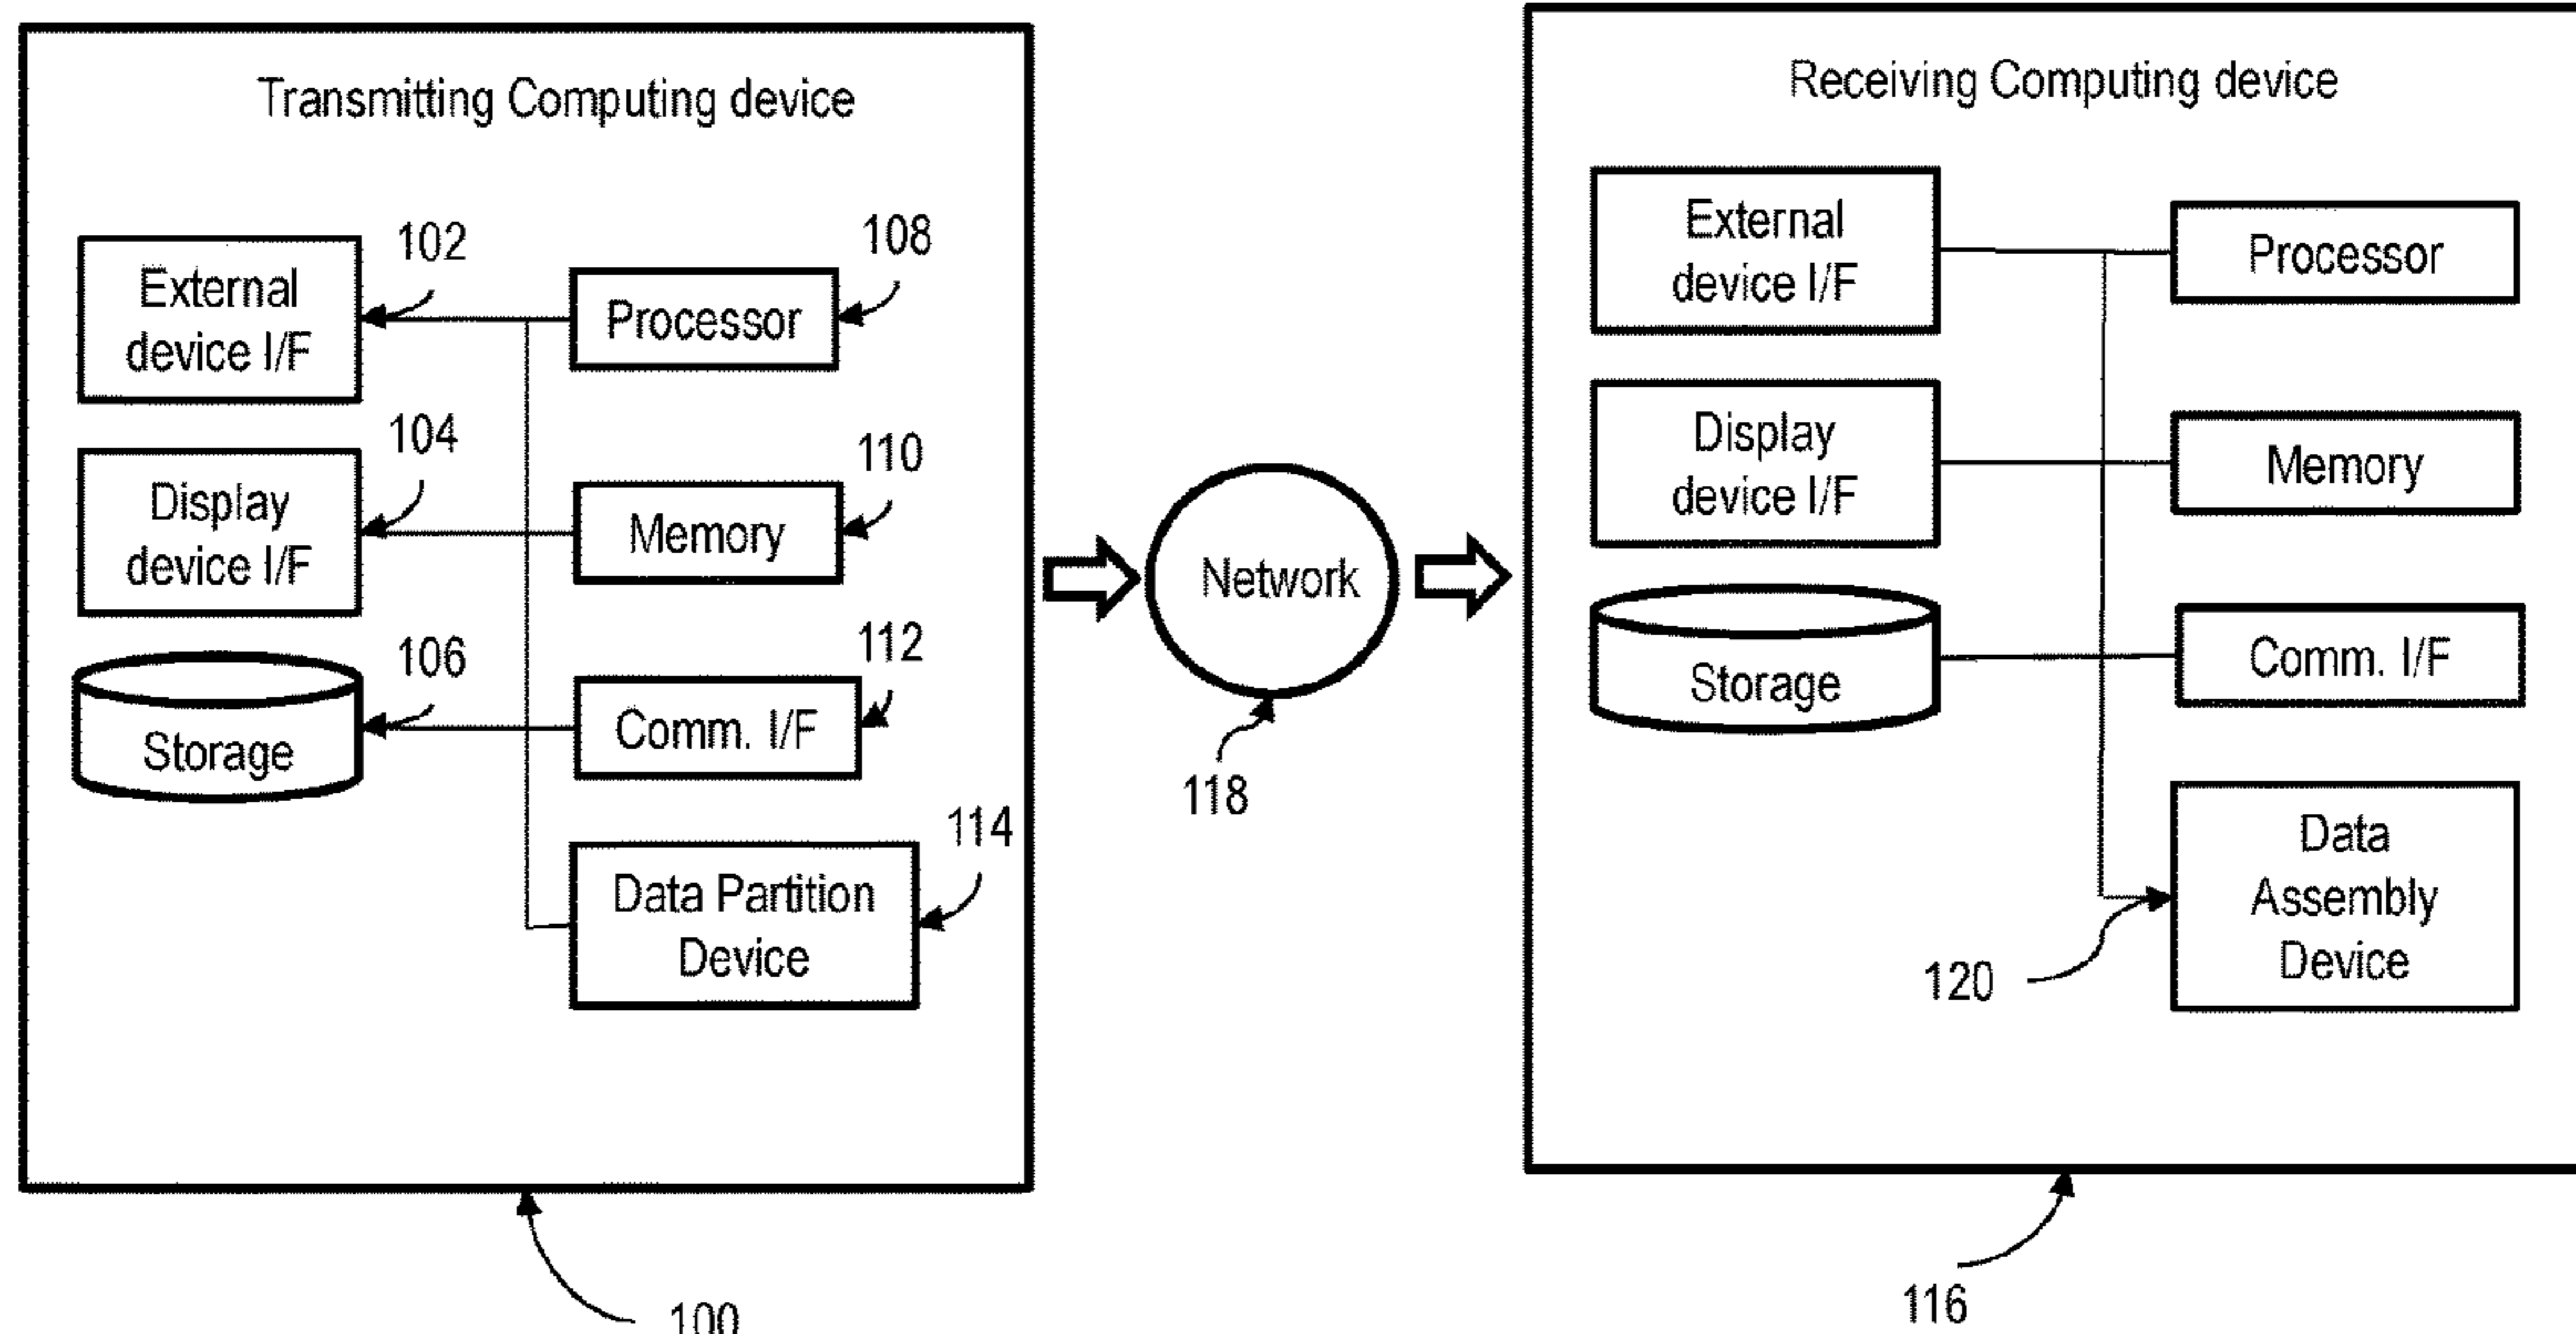 Transmitting Computing device
102
108
External
device I/F
Processor
104
110
Display
device I/F
Memory
106
112
Storage
Comm. I/F
114
Data Partition
Device
100
Network
118
Receiving Computing device
External
device I/F
Processor
Display
device I/F
Memory
Storage
Comm. I/F
Data
Assembly
Device
120
116